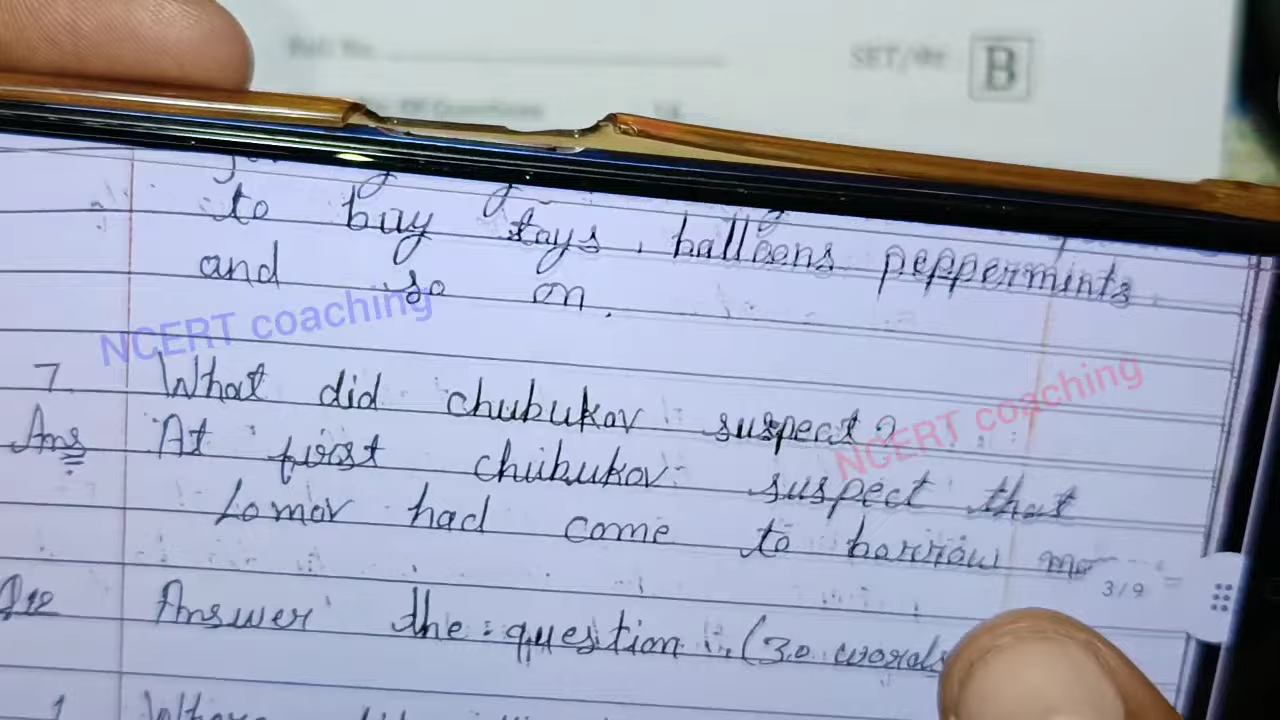 SET/सेट B
to buy toys, balloons peppermints
and so on.
NCERT coaching
7. What did chubukov suspect?
NCERT coaching
Ans At first chubukov suspect that
Lomov had come to borrow
3/9
Answer the question (30 words
1